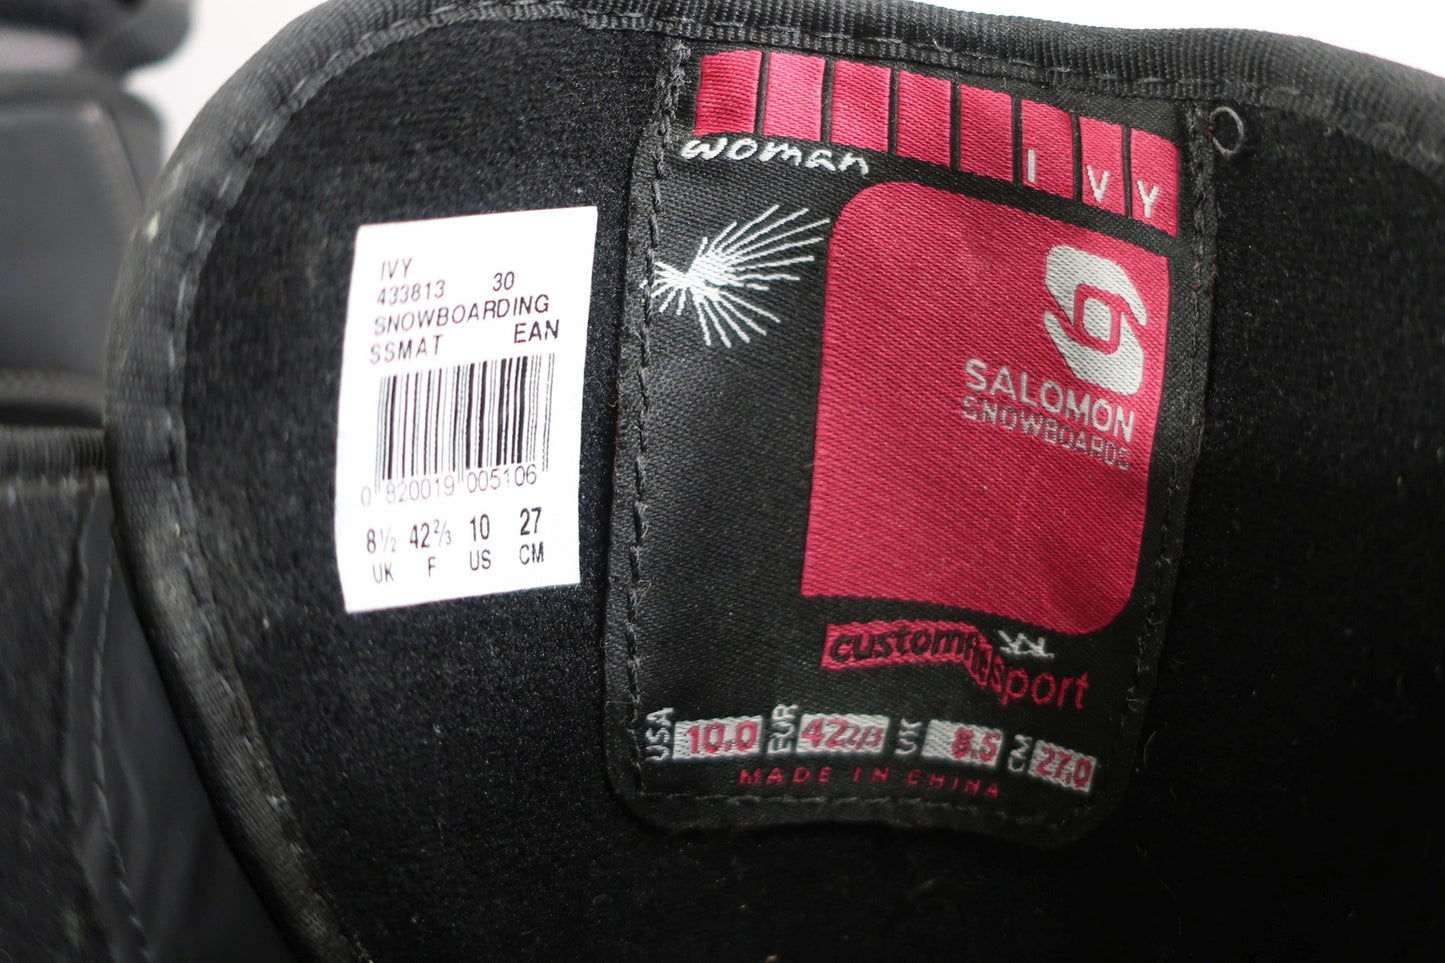 IVY
433813 30
SNOWBOARDING
SSMAT EAN
0 820019 005106
8½ 42⅔ 10 27
UK F US CM
woman
IVY
SALOMON
SNOWBOARDS
customfit sport
USA 10.0 EUR 422/3 UK 8.5 CM 27.0
MADE IN CHINA